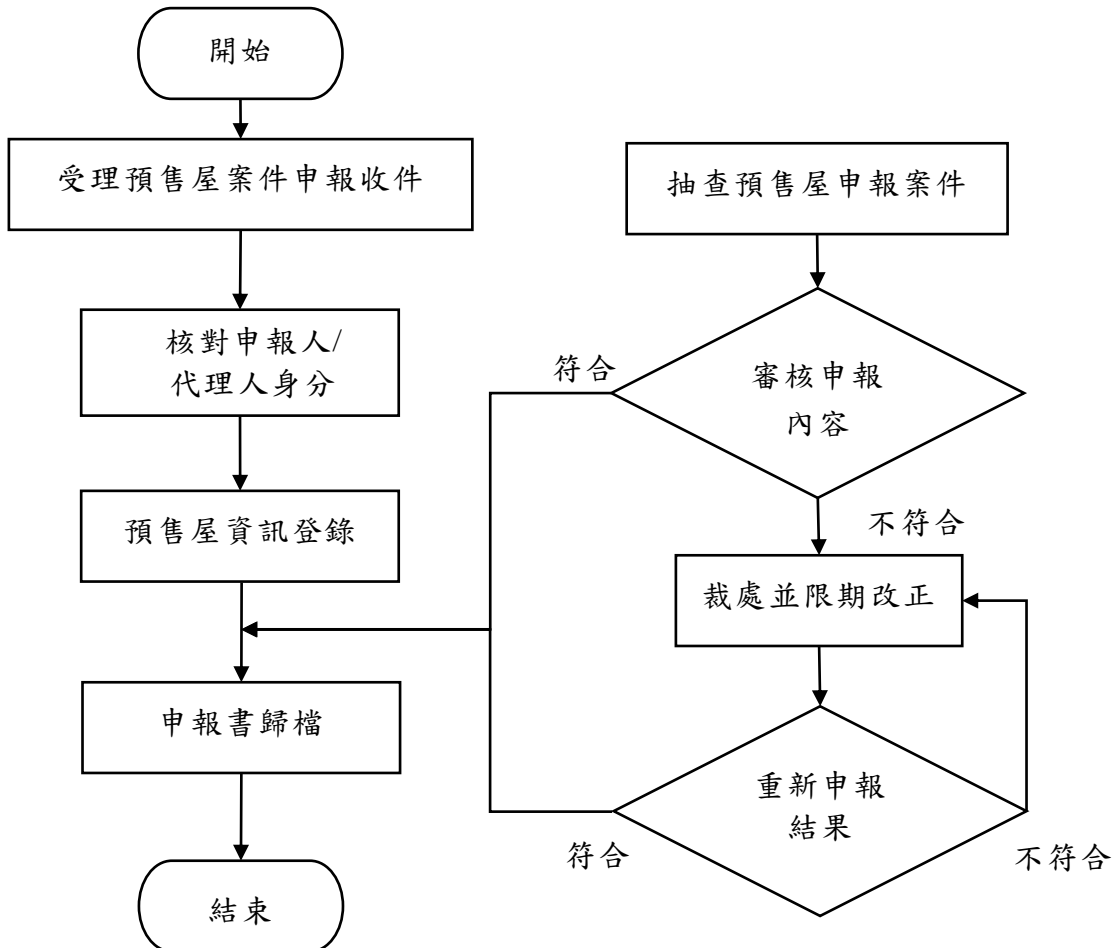 開始
受理預售屋案件申報收件
核對申報人/
代理人身分
預售屋資訊登錄
申報書歸檔
結束
抽查預售屋申報案件
審核申報
內容
符合
不符合
裁處並限期改正
重新申報
結果
符合
不符合